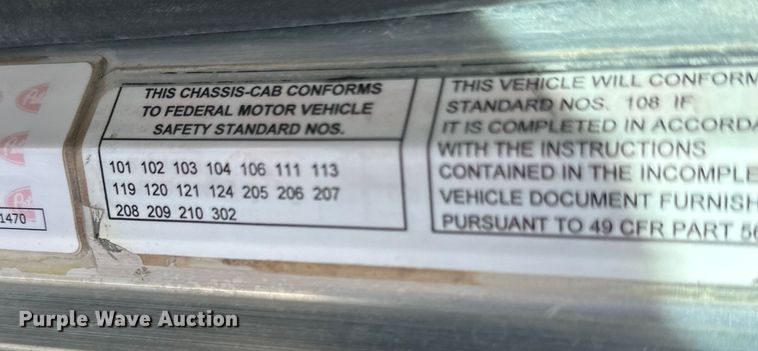 THIS CHASSIS-CAB CONFORMS
TO FEDERAL MOTOR VEHICLE
SAFETY STANDARD NOS.
101 102 103 104 106 111 113
119 120 121 124 205 206 207
208 209 210 302
THIS VEHICLE WILL CONFORM
STANDARD NOS. 108 IF
IT IS COMPLETED IN ACCORDA
WITH THE INSTRUCTIONS
CONTAINED IN THE INCOMPLE
VEHICLE DOCUMENT FURNISH
PURSUANT TO 49 CFR PART 56
1470
Purple Wave Auction